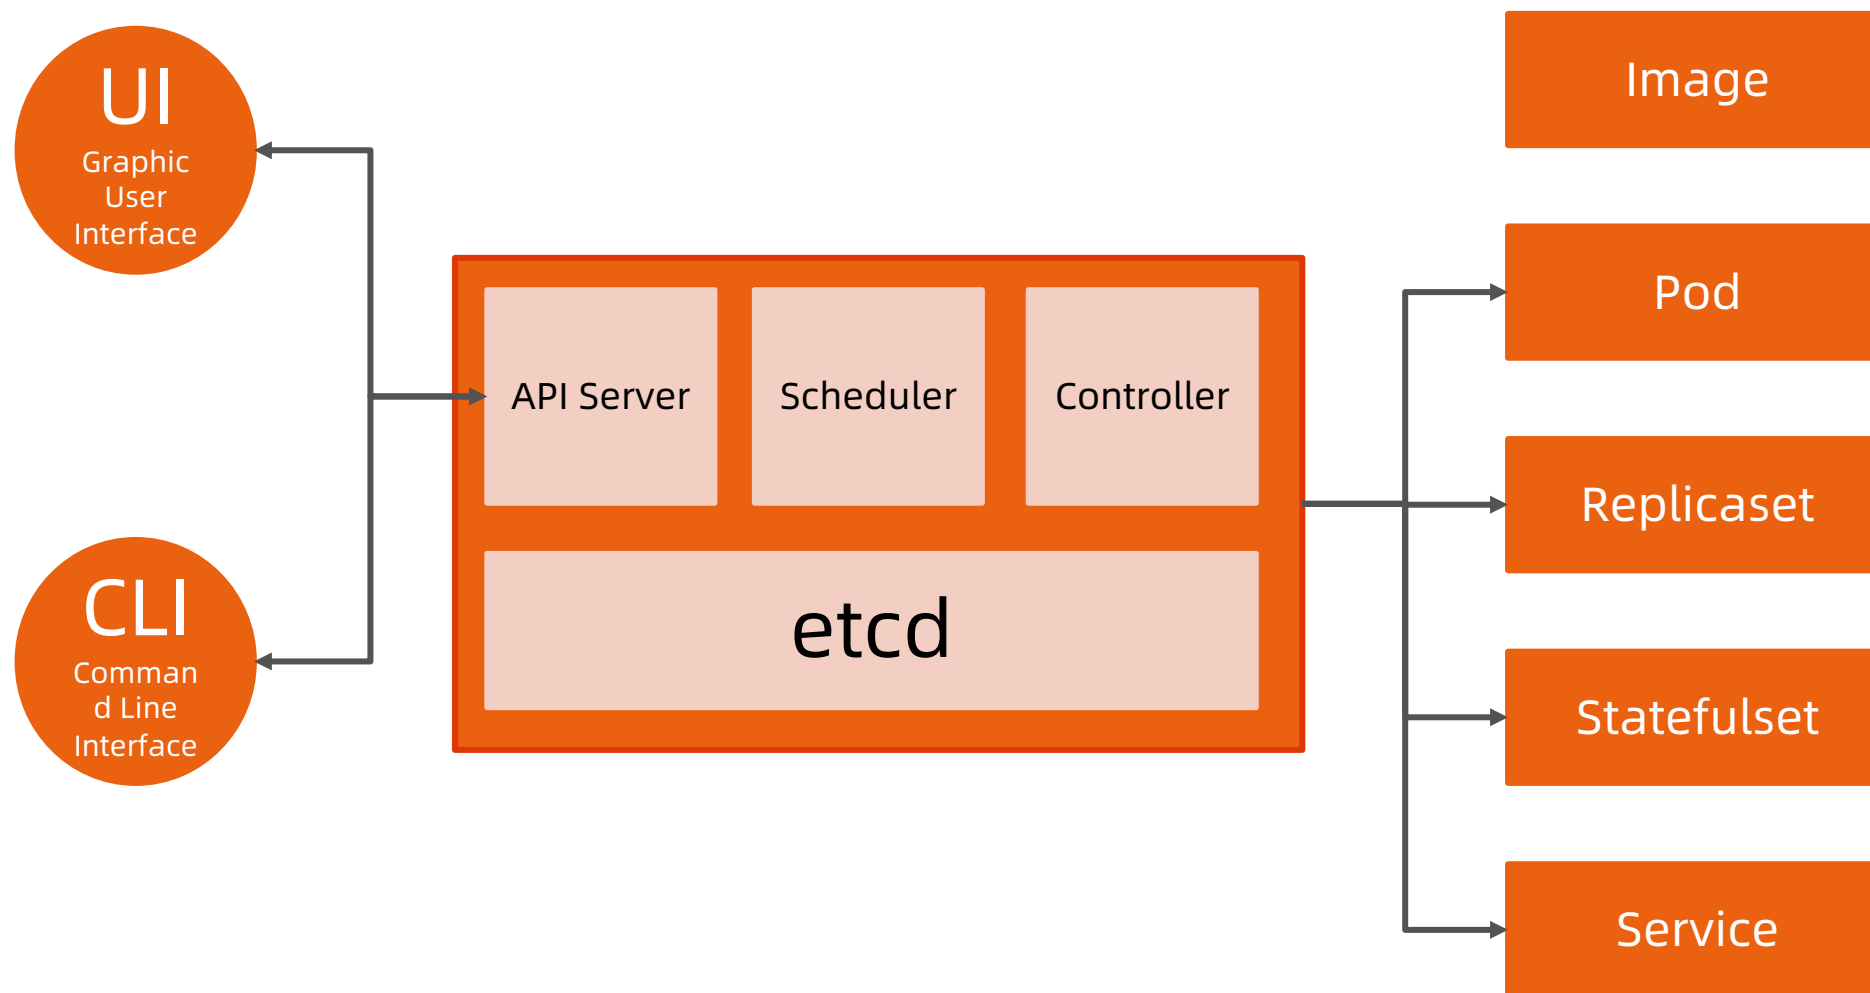 UI
Graphic
User
Interface
CLI
Comman
d Line
Interface
API Server
Scheduler
Controller
etcd
Image
Pod
Replicaset
Statefulset
Service